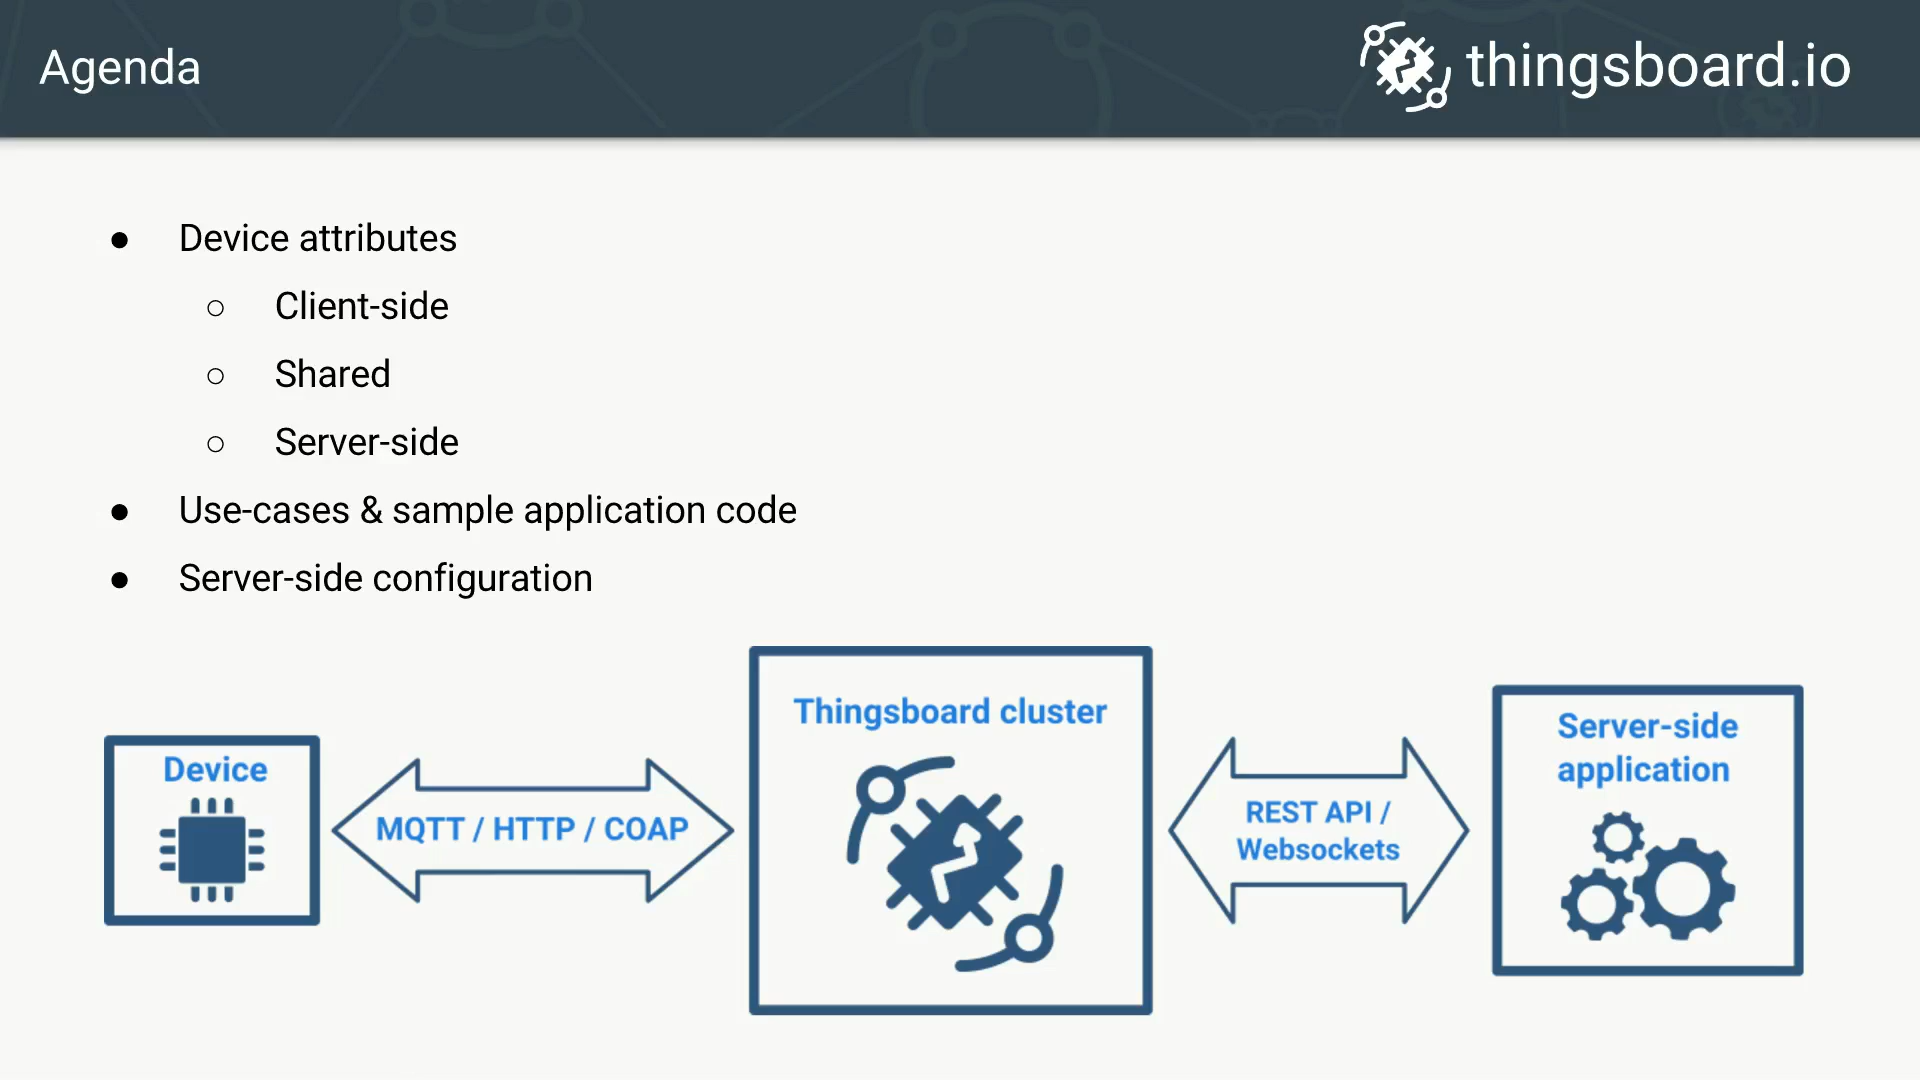 Agenda
thingsboard.io
● Device attributes
○ Client-side
○ Shared
○ Server-side
● Use-cases & sample application code
● Server-side configuration
Device
MQTT / HTTP / COAP
Thingsboard cluster
REST API /
Websockets
Server-side
application